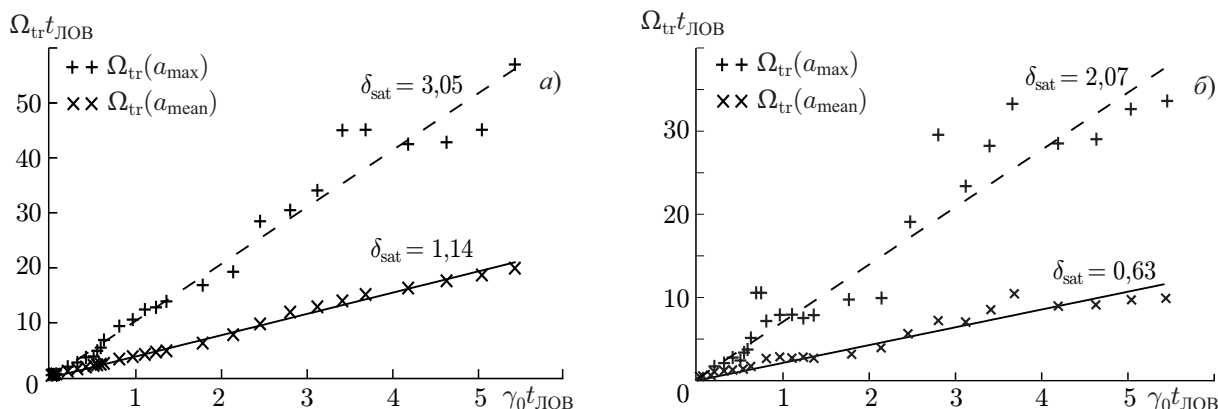 Ω_tr t_ЛОВ
++ Ω_tr(a_max)
×× Ω_tr(a_mean)
δ_sat = 3,05
а)
50
40
30
20
10
0
δ_sat = 1,14
1 2 3 4 5 γ_0 t_ЛОВ
Ω_tr t_ЛОВ
++ Ω_tr(a_max)
×× Ω_tr(a_mean)
δ_sat = 2,07
б)
30
20
10
0
δ_sat = 0,63
1 2 3 4 5 γ_0 t_ЛОВ